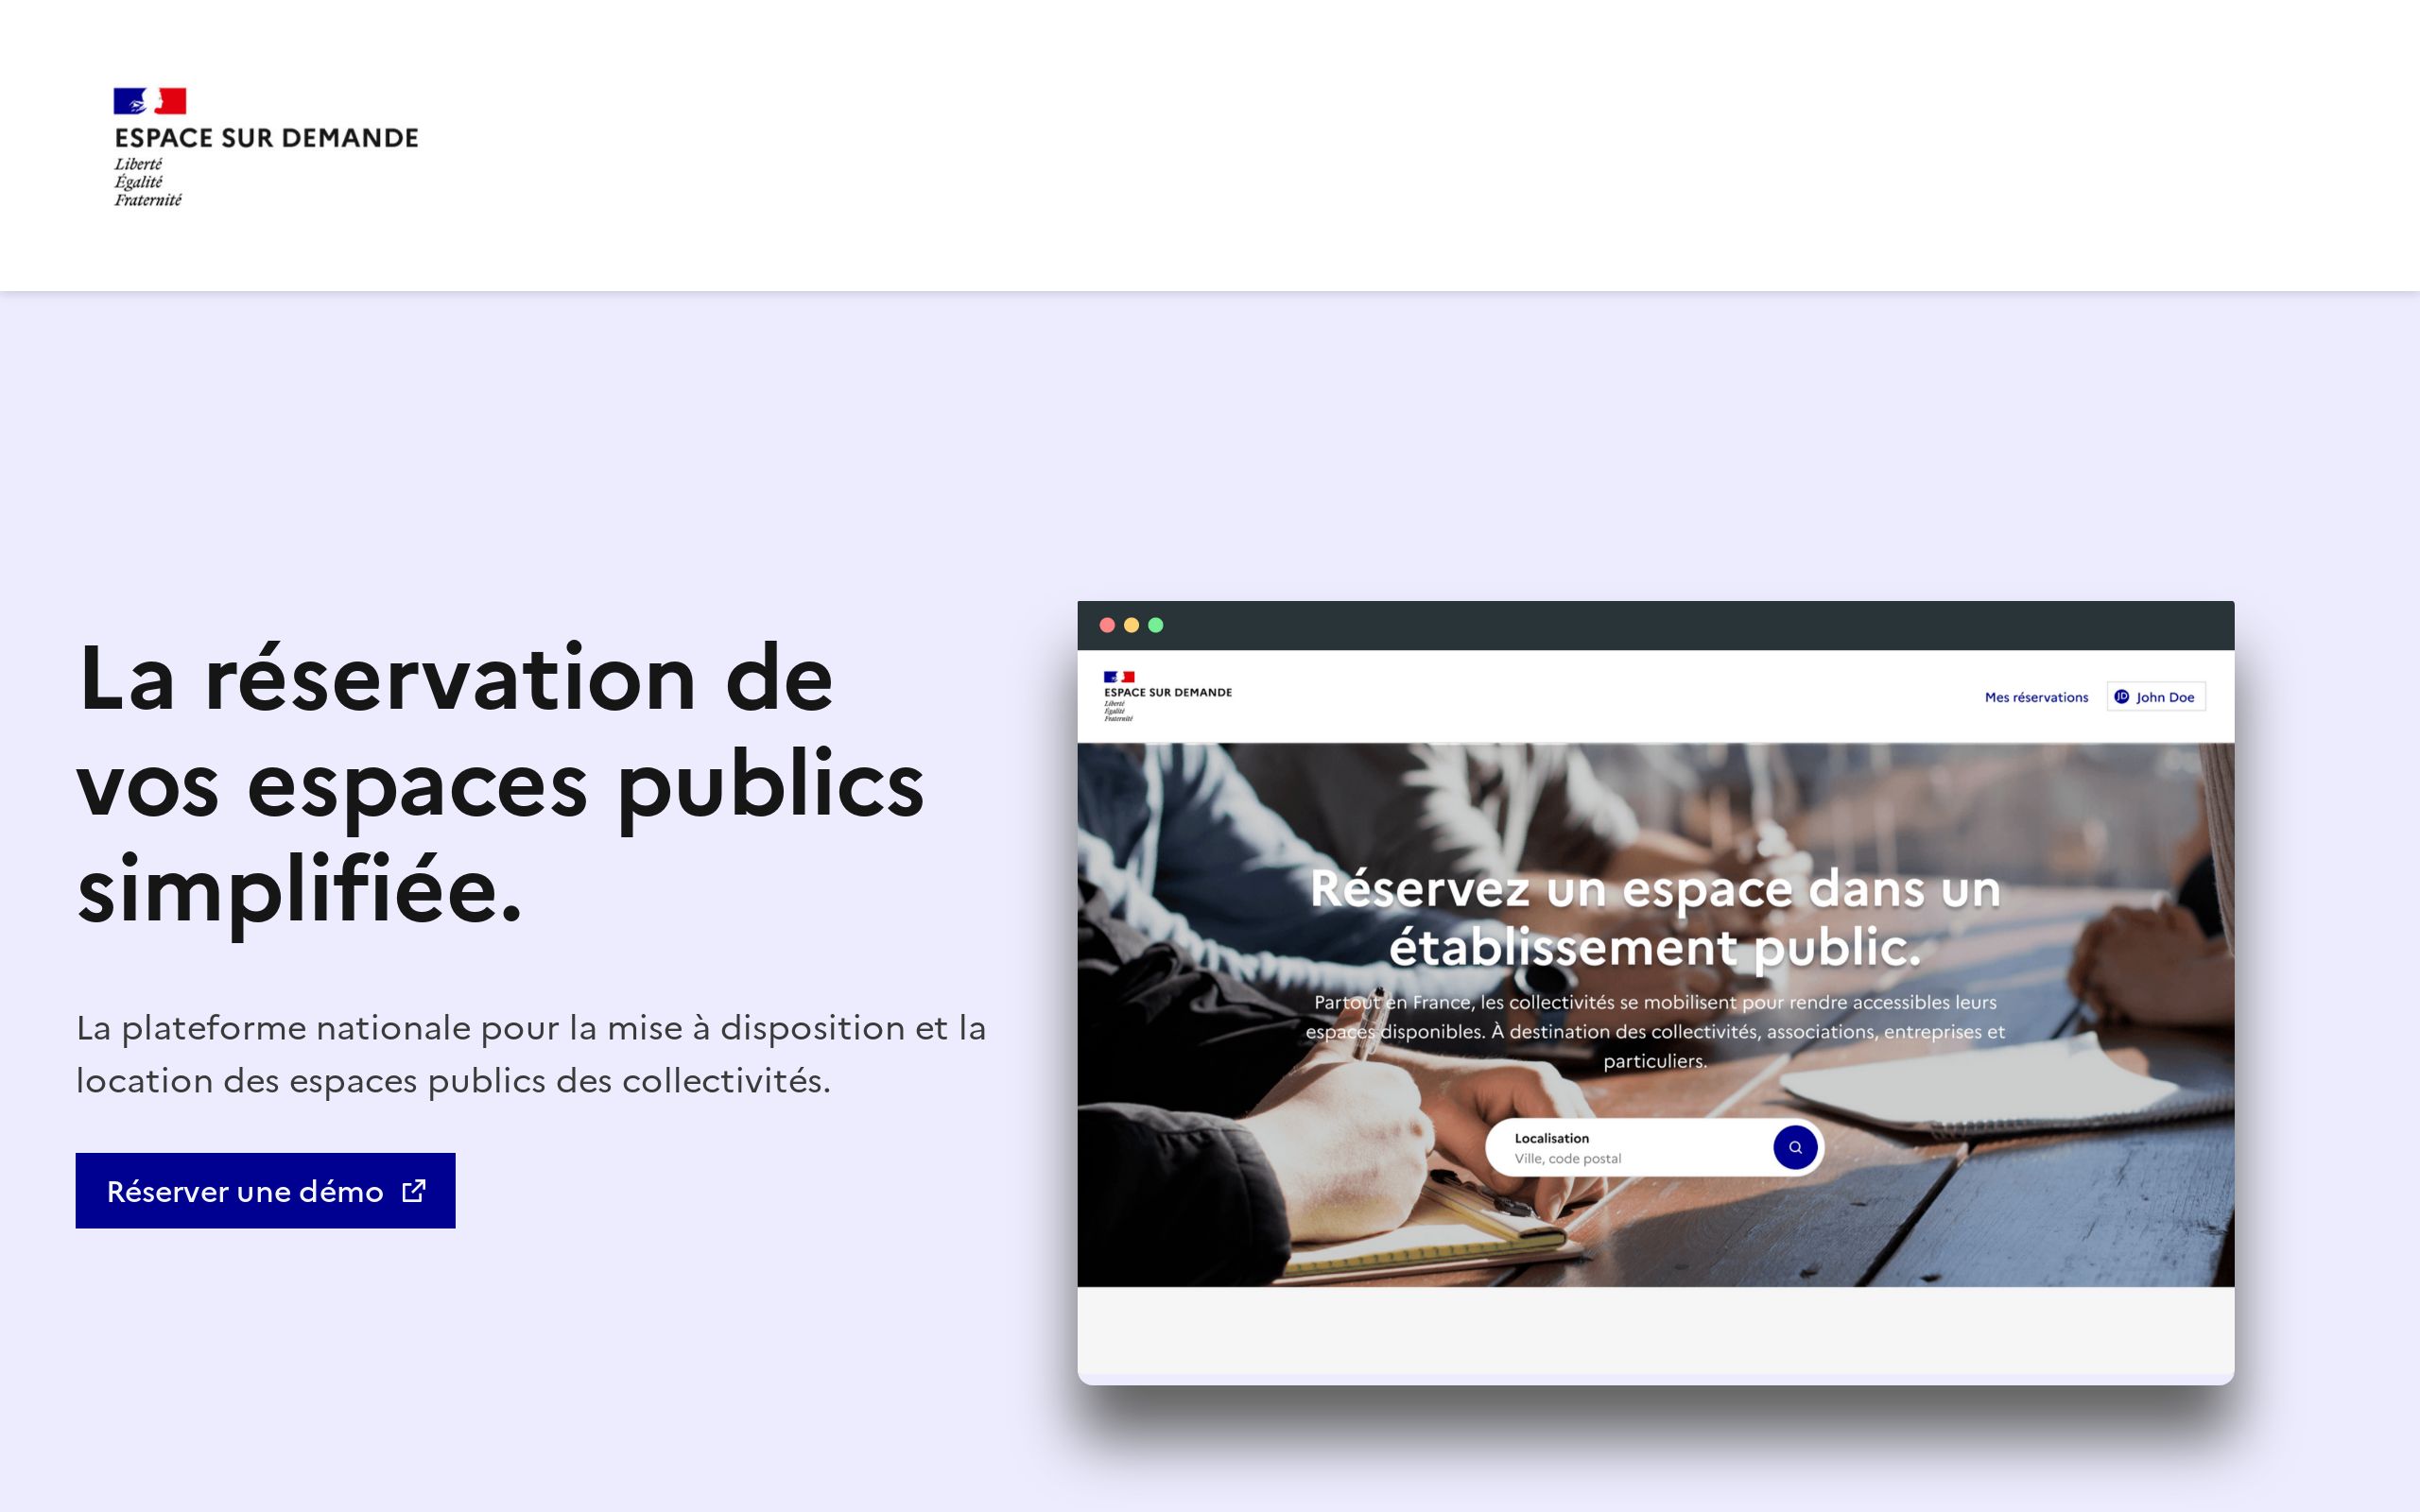 ESPACE SUR DEMANDE
Liberté
Égalité
Fraternité
La réservation de
vos espaces publics
simplifiée.
La plateforme nationale pour la mise à disposition et la
location des espaces publics des collectivités.
Réserver une démo
ESPACE SUR DEMANDE
Liberté
Égalité
Fraternité
Mes réservations
JD John Doe
Réservez un espace dans un
établissement public.
Partout en France, les collectivités se mobilisent pour rendre accessibles leurs
espaces disponibles. À destination des collectivités, associations, entreprises et
particuliers.
Localisation
Ville, code postal